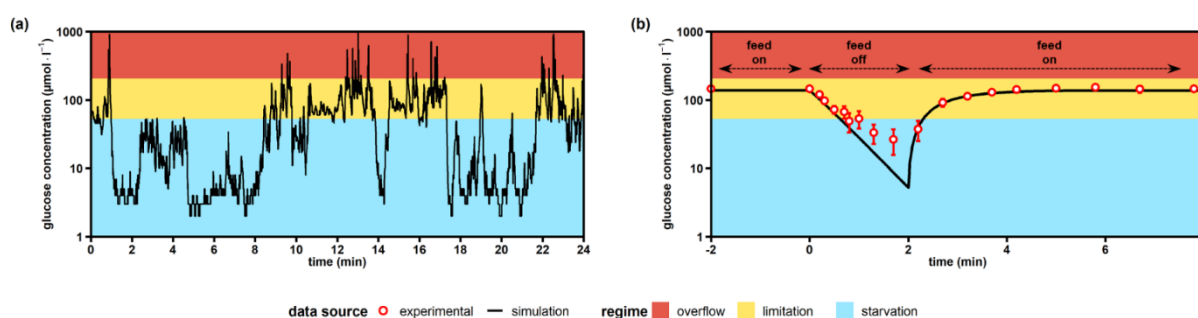 (a)
1000
100
10
1
glucose concentration (µmol · l⁻¹)
0 2 4 6 8 10 12 14 16 18 20 22 24
time (min)
(b)
1000
100
10
1
glucose concentration (µmol · l⁻¹)
feed on
feed off
feed on
-2 0 2 4 6
time (min)
data source experimental simulation regime overflow limitation starvation